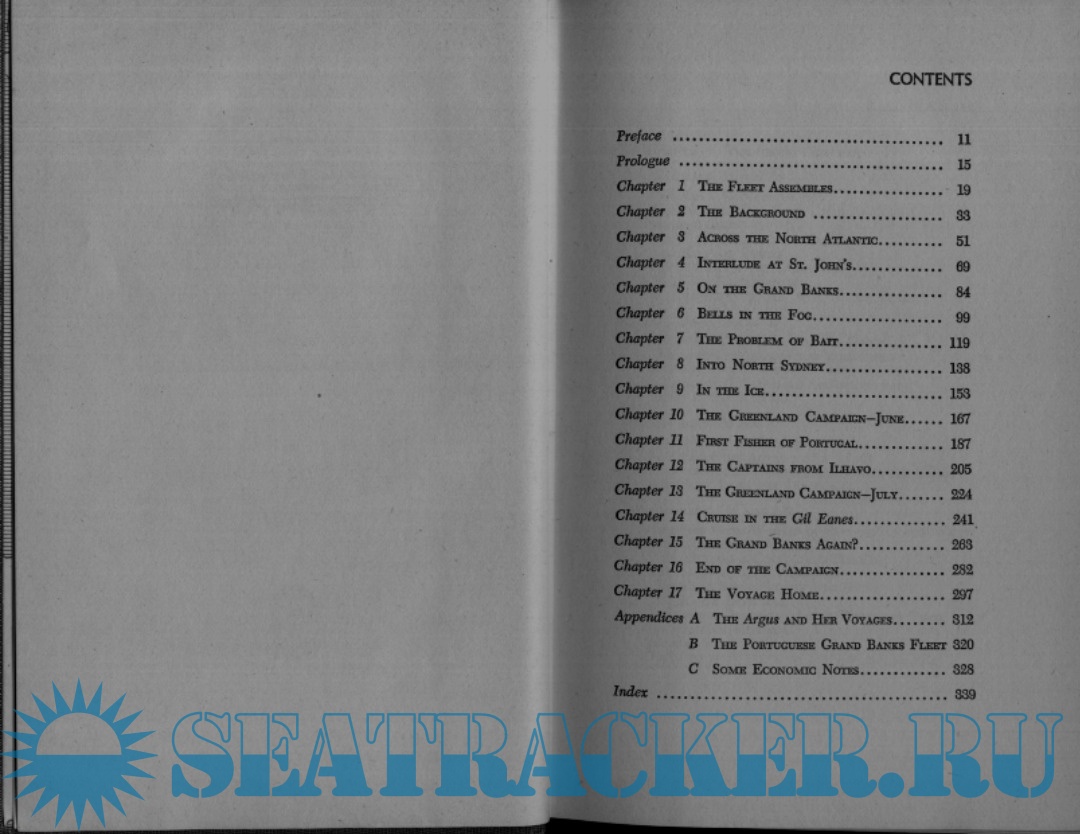 CONTENTS
Preface ........................................ 11
Prologue ....................................... 15
Chapter 1 The Fleet Assembles................ 19
Chapter 2 The Background .................... 33
Chapter 3 Across the North Atlantic.......... 51
Chapter 4 Interlude at St. John's.............. 69
Chapter 5 On the Grand Banks................ 84
Chapter 6 Bells in the Fog.................... 99
Chapter 7 The Problem of Bait................ 119
Chapter 8 Into North Sydney.................. 138
Chapter 9 In the Ice........................... 153
Chapter 10 The Greenland Campaign—June...... 167
Chapter 11 First Fisher of Portugal............. 187
Chapter 12 The Captains from Ilhavo........... 205
Chapter 13 The Greenland Campaign—July....... 224
Chapter 14 Cruise in the Gil Eanes.............. 241
Chapter 15 The Grand Banks Again?............. 263
Chapter 16 End of the Campaign................ 282
Chapter 17 The Voyage Home................... 297
Appendices A The Argus and Her Voyages........ 312
B The Portuguese Grand Banks Fleet 320
C Some Economic Notes............. 328
Index ........................................... 339
SEATRACKER.RU